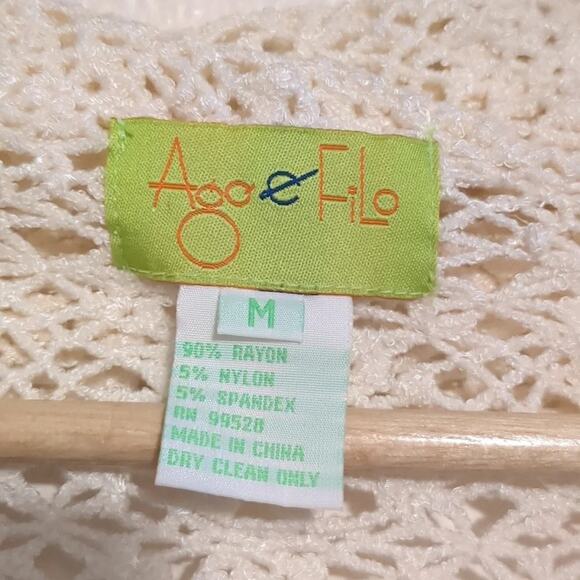 Ago e FiLo
M
90% RAYON
5% NYLON
5% SPANDEX
RN 99528
MADE IN CHINA
DRY CLEAN ONLY